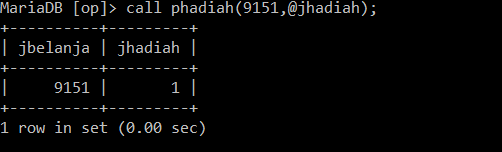 MariaDB [op]> call phadiah(9151,@jhadiah);
+----------+---------+
| jbelanja | jhadiah |
+----------+---------+
|     9151 |       1 |
+----------+---------+
1 row in set (0.00 sec)